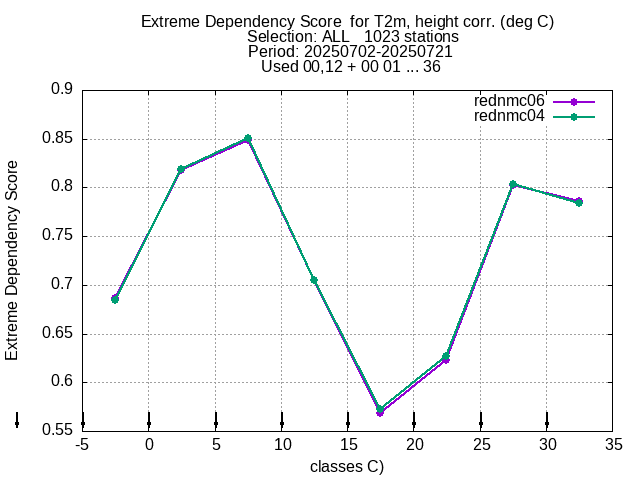 Extreme Dependency Score  for T2m, height corr. (deg C)
Selection: ALL   1023 stations
Period: 20250702-20250721
Used 00,12 + 00 01 ... 36
rednmc06
rednmc04
Extreme Dependency Score
0.9
0.85
0.8
0.75
0.7
0.65
0.6
0.55
-5 0 5 10 15 20 25 30 35
classes C)